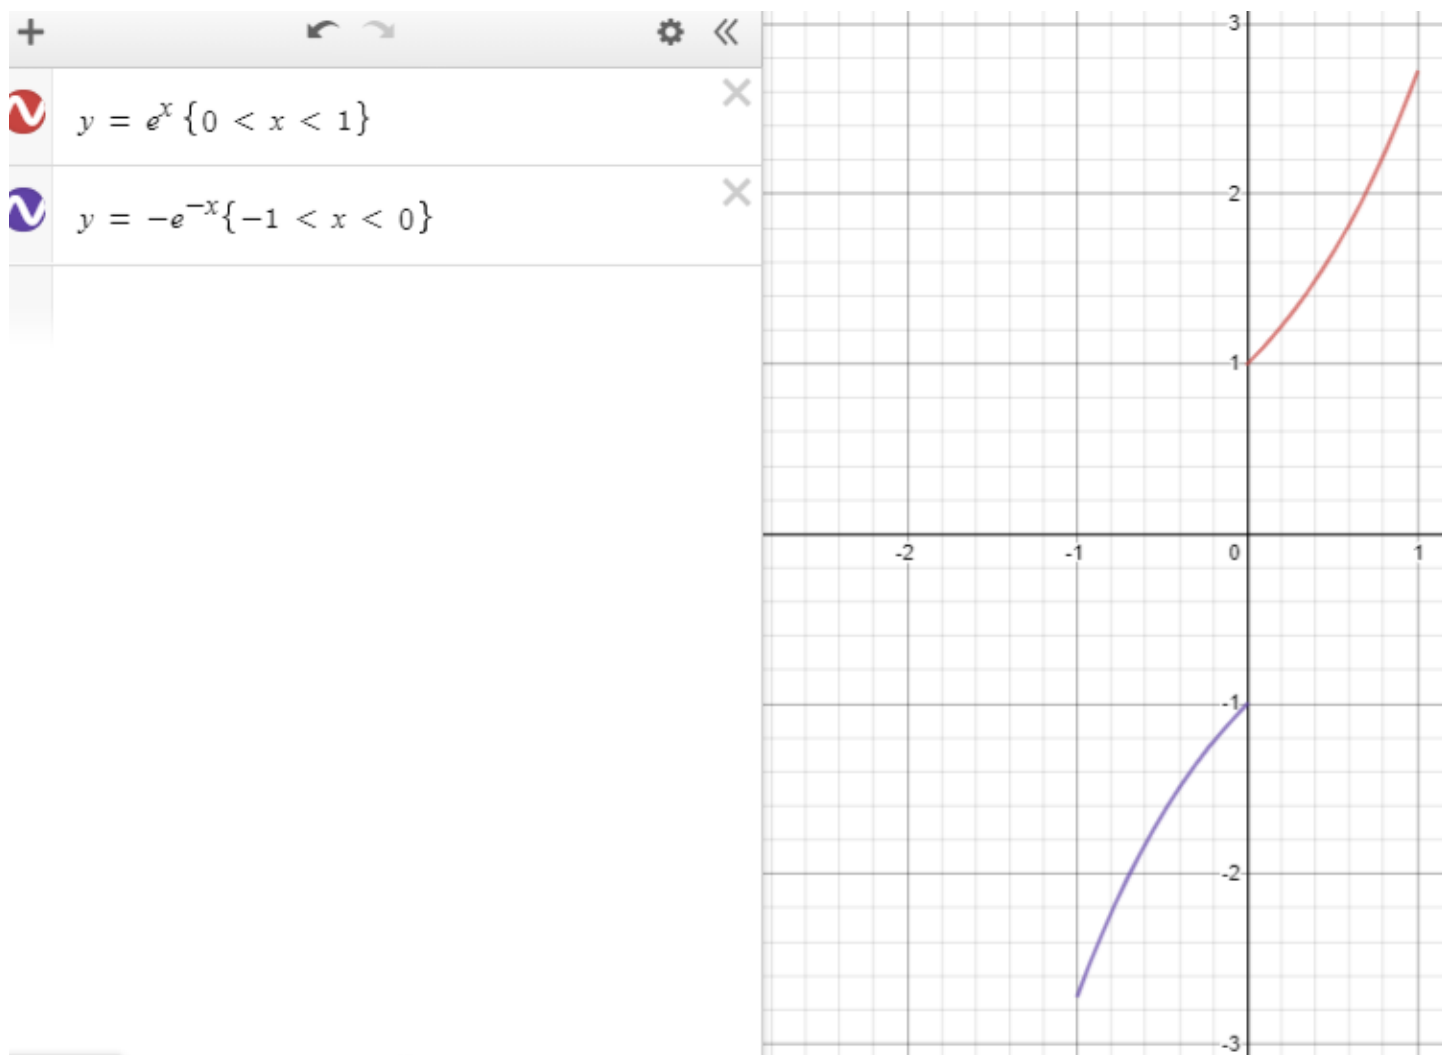 y = e^x {0 < x < 1}
y = −e^−x{−1 < x < 0}
3
2
1
-2 -1 0 1
-1
-2
-3